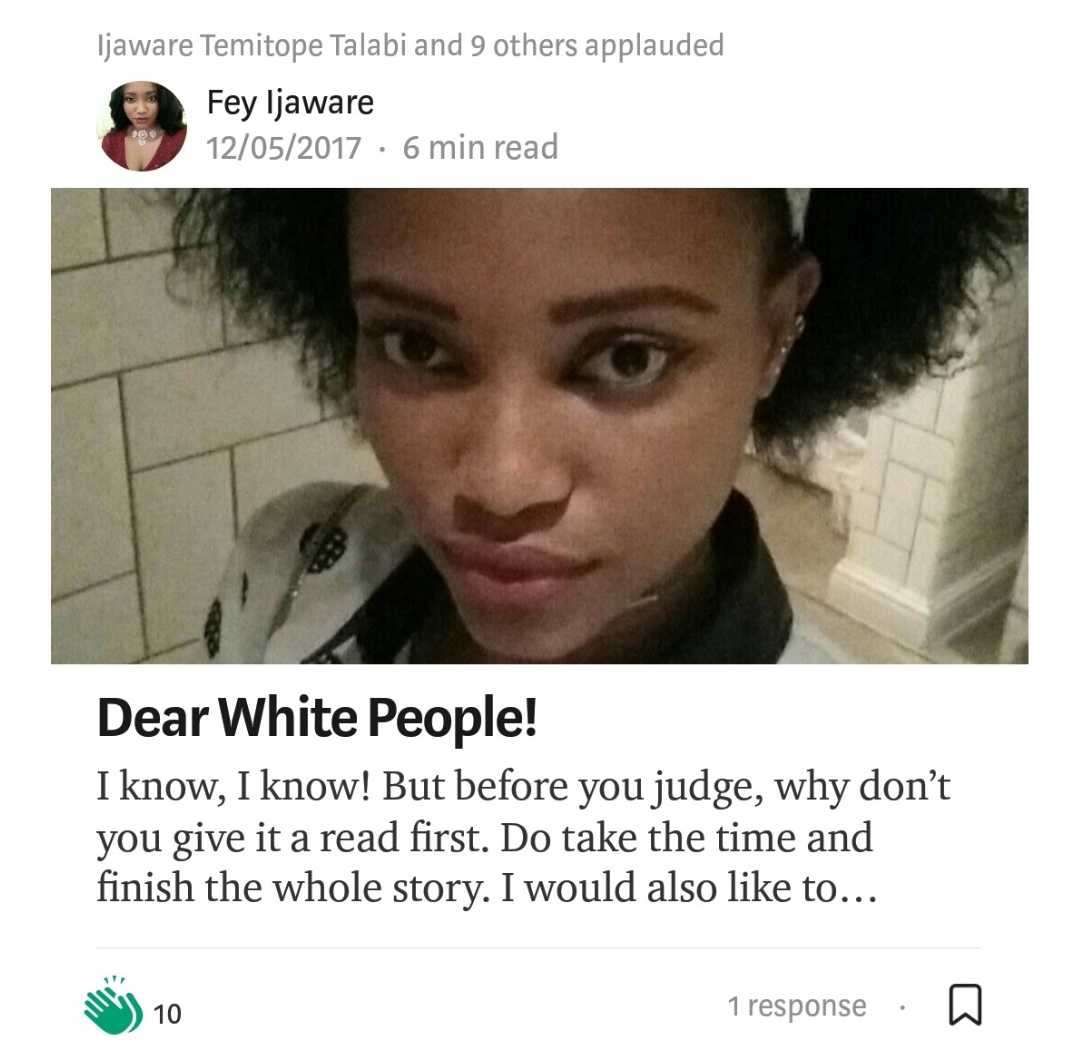 Ijaware Temitope Talabi and 9 others applauded
Fey Ijaware
12/05/2017 · 6 min read
Dear White People!
I know, I know! But before you judge, why don’t
you give it a read first. Do take the time and
finish the whole story. I would also like to…
10
1 response ·